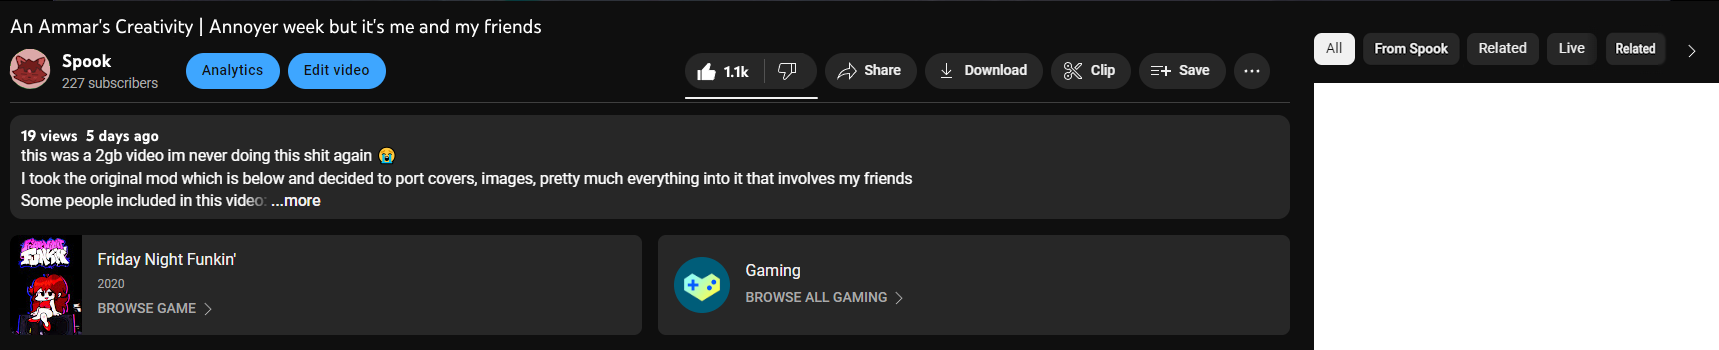 An Ammar's Creativity | Annoyer week but it's me and my friends
Spook
227 subscribers
Analytics
Edit video
1.1k
Share
Download
Clip
Save
All
From Spook
Related
Live
Related
19 views 5 days ago
this was a 2gb video im never doing this shit again 😭
I took the original mod which is below and decided to port covers, images, pretty much everything into it that involves my friends
Some people included in this video: ...more
FRIDAY NIGHT
FUNKIN'
Friday Night Funkin'
2020
BROWSE GAME
Gaming
BROWSE ALL GAMING